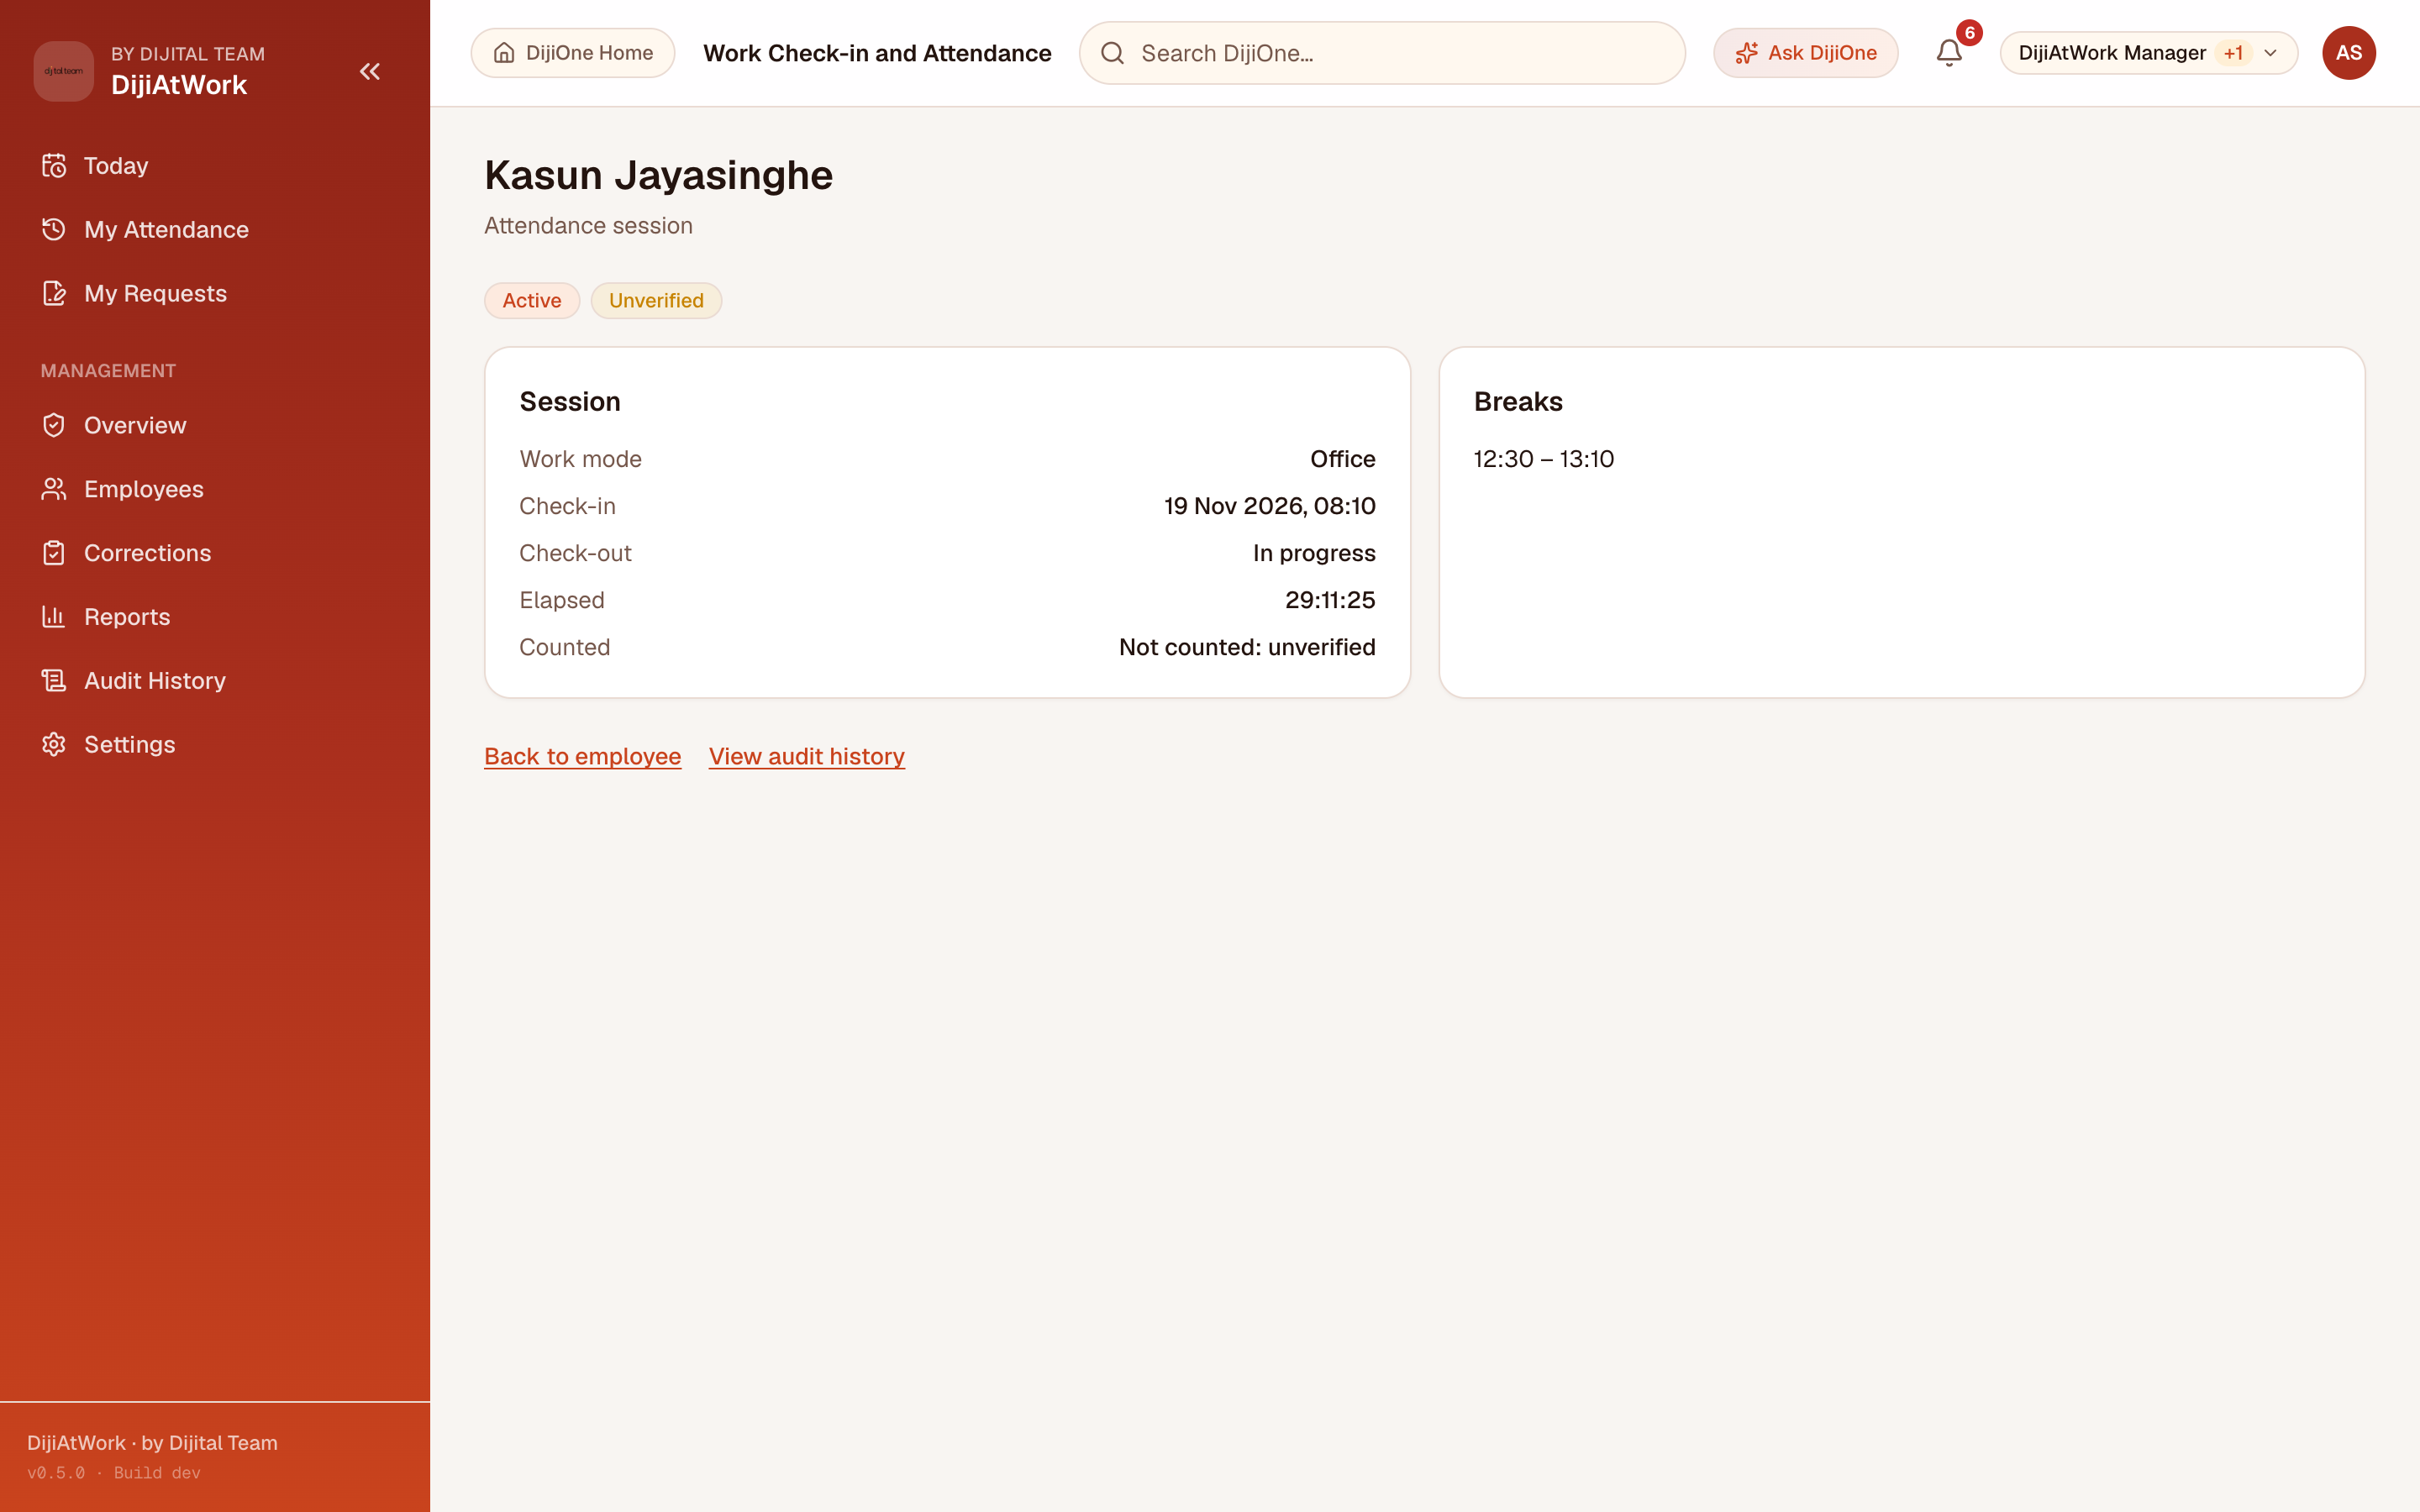 dijital team
BY DIJITAL TEAM
DijiAtWork
Today
My Attendance
My Requests
MANAGEMENT
Overview
Employees
Corrections
Reports
Audit History
Settings
DijiAtWork · by Dijital Team
v0.5.0 · Build dev
DijiOne Home
Work Check-in and Attendance
Search DijiOne...
Ask DijiOne
6
DijiAtWork Manager +1
AS
Kasun Jayasinghe
Attendance session
Active
Unverified
Session
Work mode Office
Check-in 19 Nov 2026, 08:10
Check-out In progress
Elapsed 29:11:25
Counted Not counted: unverified
Breaks
12:30 – 13:10
Back to employee
View audit history